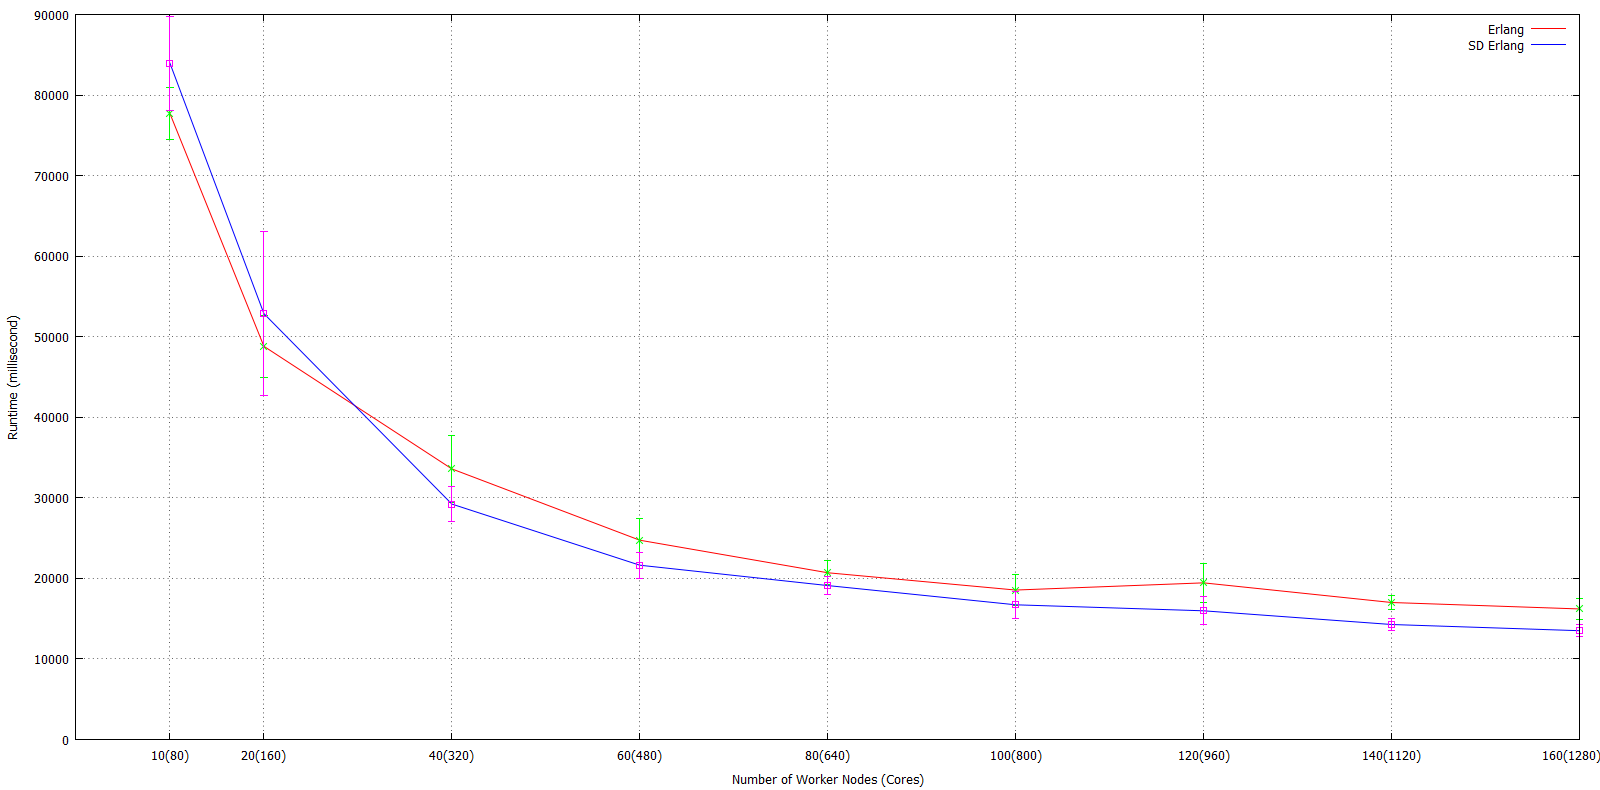 Erlang
SD Erlang
90000
80000
70000
60000
50000
40000
30000
20000
10000
0
Runtime (millisecond)
10(80) 20(160) 40(320) 60(480) 80(640) 100(800) 120(960) 140(1120) 160(1280)
Number of Worker Nodes (Cores)